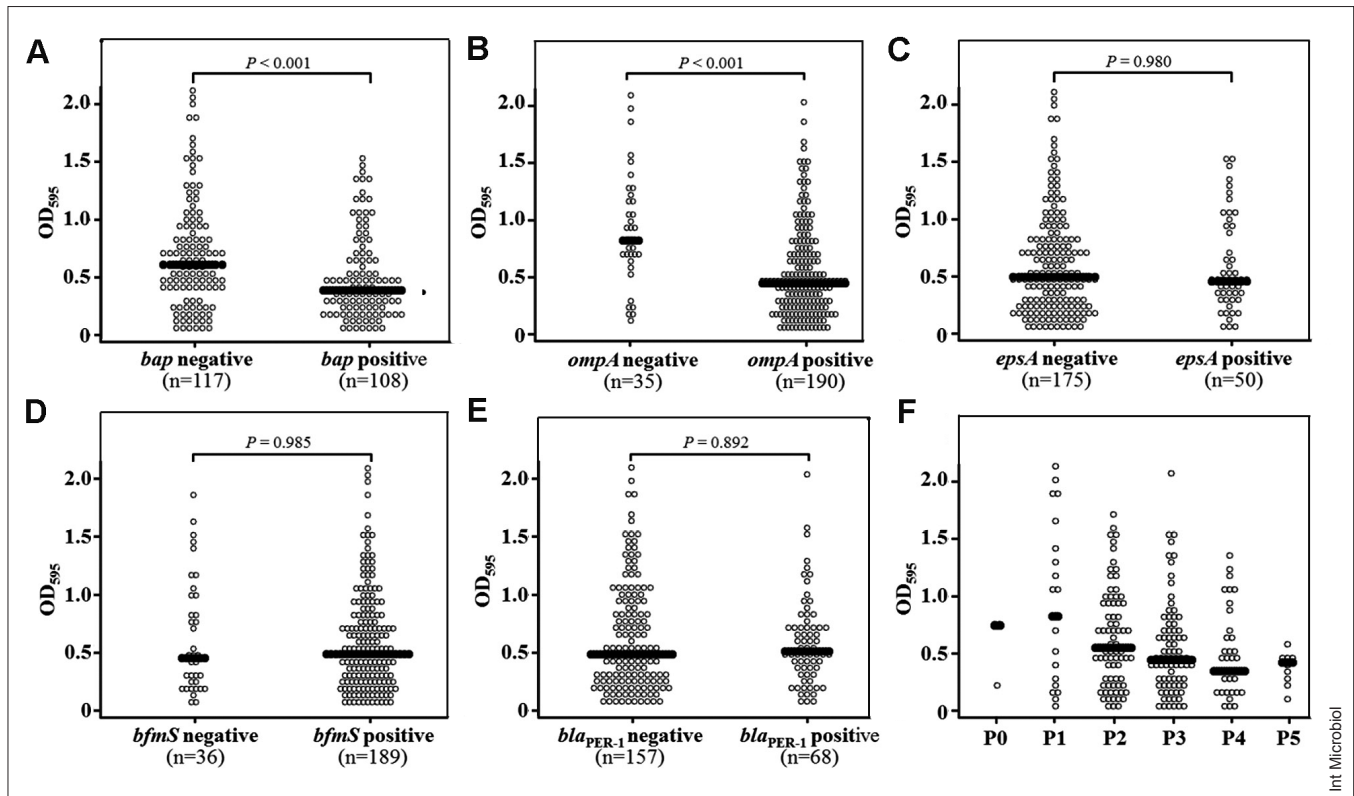 A
P < 0.001
2.0
1.5
1.0
0.5
0
OD595
bap negative
(n=117)
bap positive
(n=108)
B
P < 0.001
2.0
1.5
1.0
0.5
0
OD595
ompA negative
(n=35)
ompA positive
(n=190)
C
P = 0.980
2.0
1.5
1.0
0.5
0
OD595
epsA negative
(n=175)
epsA positive
(n=50)
D
P = 0.985
2.0
1.5
1.0
0.5
0
OD595
bfmS negative
(n=36)
bfmS positive
(n=189)
E
P = 0.892
2.0
1.5
1.0
0.5
0
OD595
blaPER-1 negative
(n=157)
blaPER-1 positive
(n=68)
F
2.0
1.5
1.0
0.5
0
OD595
P0 P1 P2 P3 P4 P5
Int Microbiol